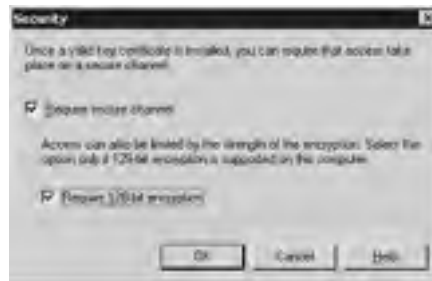 Security
Once a valid key certificate is installed, you can require that access take
place on a secure channel.
Require secure channel
Access can also be limited by the strength of the encryption. Select this
option only if 128-bit encryption is supported on this computer.
Require 128-bit encryption
OK Cancel Help